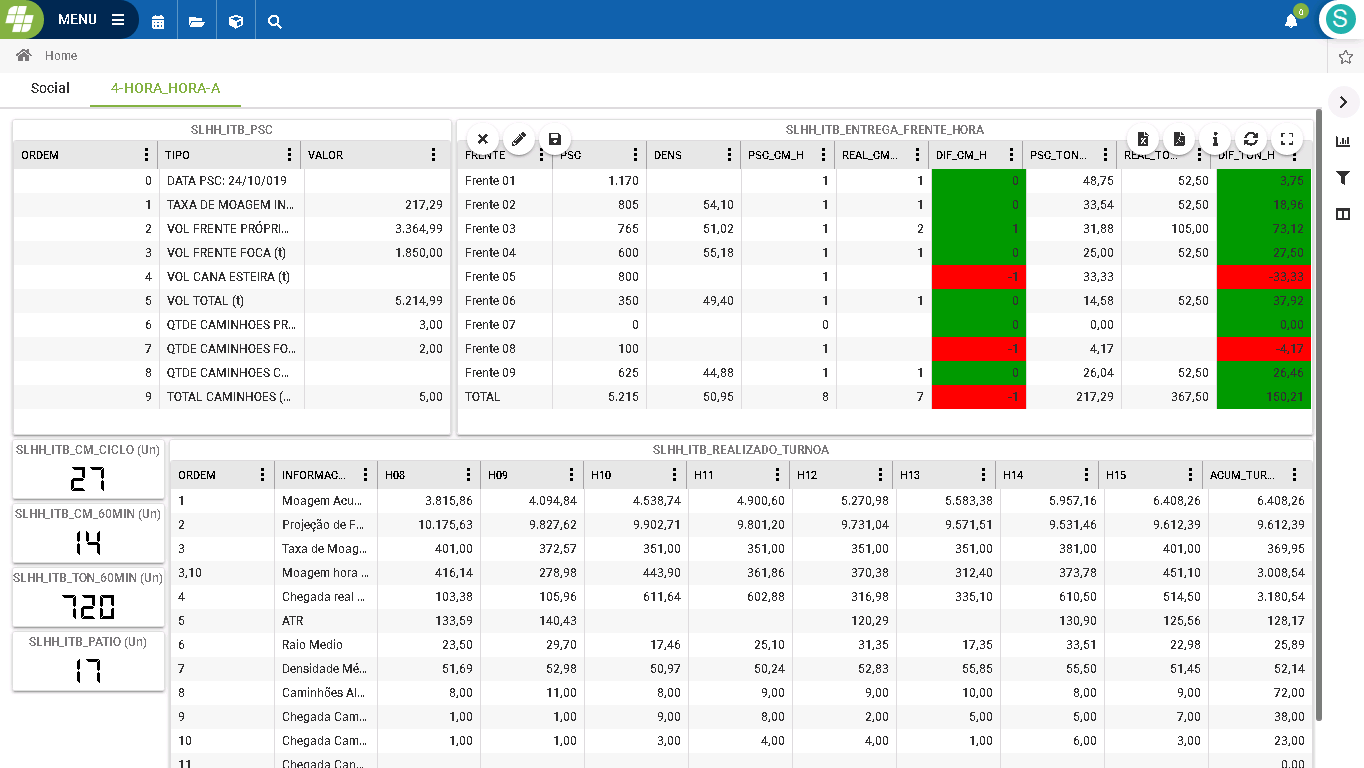 MENU
0
S
Home
Social 4-HORA_HORA-A
SLHH_ITB_PSC
ORDEM TIPO VALOR
0 DATA PSC: 24/10/019
1 TAXA DE MOAGEM IN... 217,29
2 VOL FRENTE PRÓPRI... 3.364,99
3 VOL FRENTE FOCA (t) 1.850,00
4 VOL CANA ESTEIRA (t)
5 VOL TOTAL (t) 5.214,99
6 QTDE CAMINHOES PR... 3,00
7 QTDE CAMINHOES FO... 2,00
8 QTDE CAMINHOES C...
9 TOTAL CAMINHOES (... 5,00
SLHH_ITB_ENTREGA_FRENTE_HORA
FRENTE PSC DENS PSC_CM_H REAL_CM... DIF_CM_H PSC_TON... REAL_TO... DIF_TON_H
Frente 01 1.170 1 1 0 48,75 52,50 3,75
Frente 02 805 54,10 1 1 0 33,54 52,50 18,96
Frente 03 765 51,02 1 2 1 31,88 105,00 73,12
Frente 04 600 55,18 1 1 0 25,00 52,50 27,50
Frente 05 800 1 -1 33,33 -33,33
Frente 06 350 49,40 1 1 0 14,58 52,50 37,92
Frente 07 0 0 0 0,00 0,00
Frente 08 100 1 -1 4,17 -4,17
Frente 09 625 44,88 1 1 0 26,04 52,50 26,46
TOTAL 5.215 50,95 8 7 -1 217,29 367,50 150,21
SLHH_ITB_CM_CICLO (Un)
27
SLHH_ITB_CM_60MIN (Un)
14
SLHH_ITB_TON_60MIN (Un)
720
SLHH_ITB_PATIO (Un)
17
SLHH_ITB_REALIZADO_TURNOA
ORDEM INFORMAC... H08 H09 H10 H11 H12 H13 H14 H15 ACUM_TUR...
1 Moagem Acu... 3.815,86 4.094,84 4.538,74 4.900,60 5.270,98 5.583,38 5.957,16 6.408,26 6.408,26
2 Projeção de F... 10.175,63 9.827,62 9.902,71 9.801,20 9.731,04 9.571,51 9.531,46 9.612,39 9.612,39
3 Taxa de Moag... 401,00 372,57 351,00 351,00 351,00 351,00 381,00 401,00 369,95
3,10 Moagem hora ... 416,14 278,98 443,90 361,86 370,38 312,40 373,78 451,10 3.008,54
4 Chegada real ... 103,38 105,96 611,64 602,88 316,98 335,10 610,50 514,50 3.180,54
5 ATR 133,59 140,43 120,29 130,90 125,56 128,17
6 Raio Medio 23,50 29,70 17,46 25,10 31,35 17,35 33,51 22,98 25,89
7 Densidade Mé... 51,69 52,98 50,97 50,24 52,83 55,85 55,50 51,45 52,14
8 Caminhões Al... 8,00 11,00 8,00 9,00 9,00 10,00 8,00 9,00 72,00
9 Chegada Cam... 1,00 1,00 9,00 8,00 2,00 5,00 5,00 7,00 38,00
10 Chegada Cam... 1,00 1,00 3,00 4,00 4,00 1,00 6,00 3,00 23,00
11 Chegada Can... 0,00